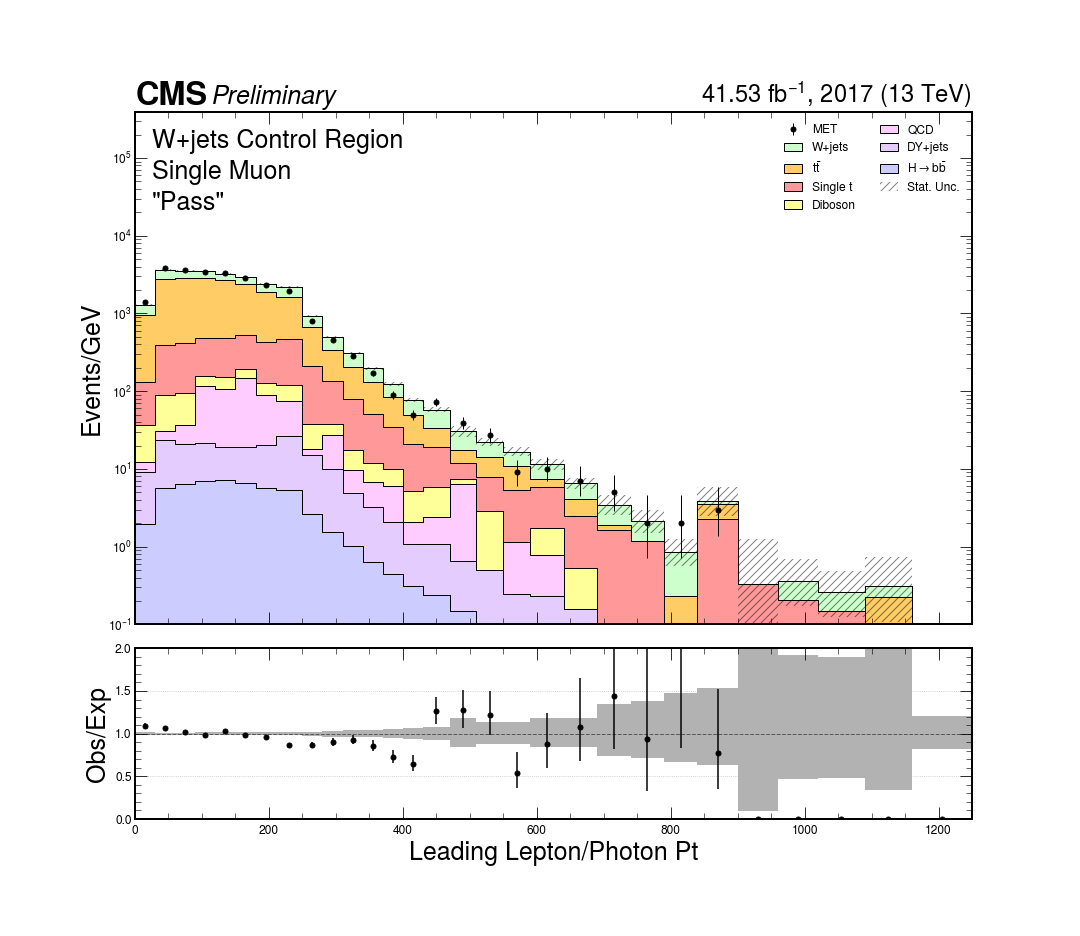 CMS Preliminary
41.53 fb⁻¹, 2017 (13 TeV)
W+jets Control Region
Single Muon
"Pass"
MET
W+jets
tt̄
Single t
Diboson
QCD
DY+jets
H→bb̄
Stat. Unc.
Events/GeV
10⁵
10⁴
10³
10²
10¹
10⁰
10⁻¹
Obs/Exp
2.0
1.5
1.0
0.5
0.0
0 200 400 600 800 1000 1200
Leading Lepton/Photon Pt